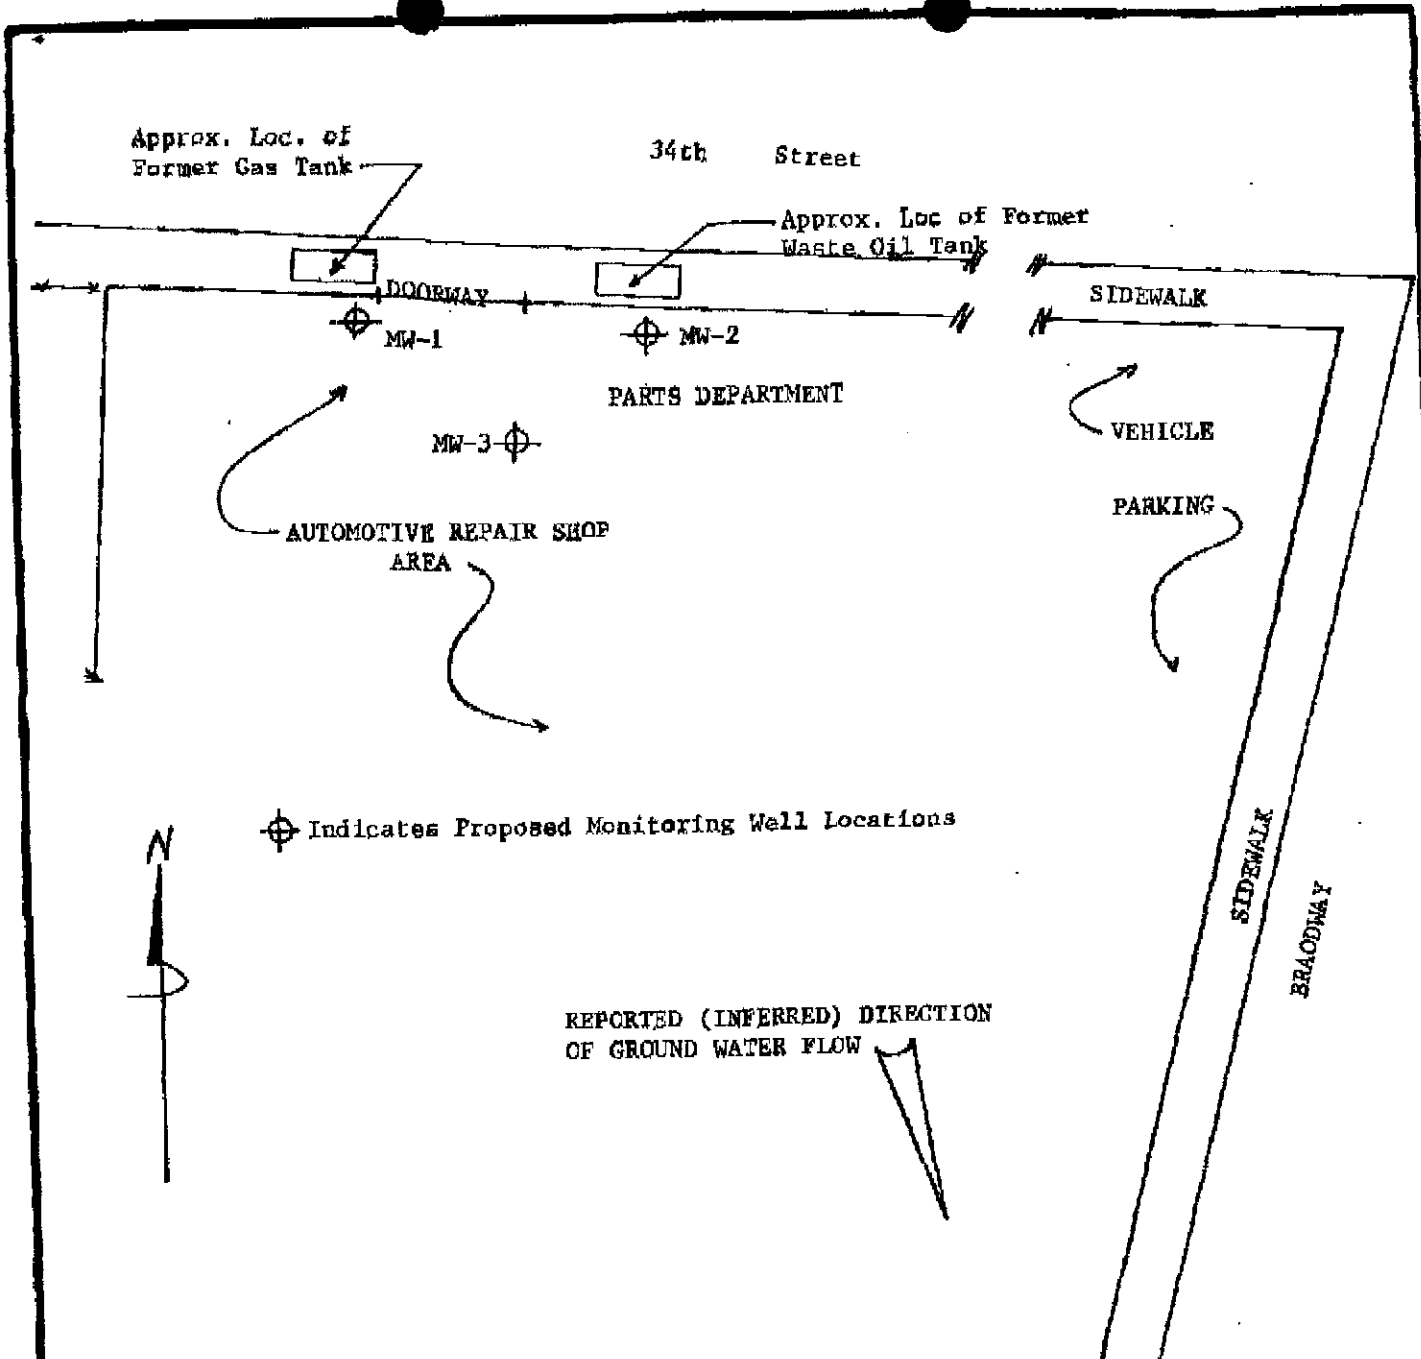 Approx. Loc. of
Former Gas Tank
34th Street
Approx. Loc of Former
Waste Oil Tank
DOORWAY
SIDEWALK
MW-1
MW-2
PARTS DEPARTMENT
MW-3
VEHICLE
PARKING
AUTOMOTIVE REPAIR SHOP
AREA
Indicates Proposed Monitoring Well Locations
N
SIDEWALK
BRAODWAY
REPORTED (INFERRED) DIRECTION
OF GROUND WATER FLOW